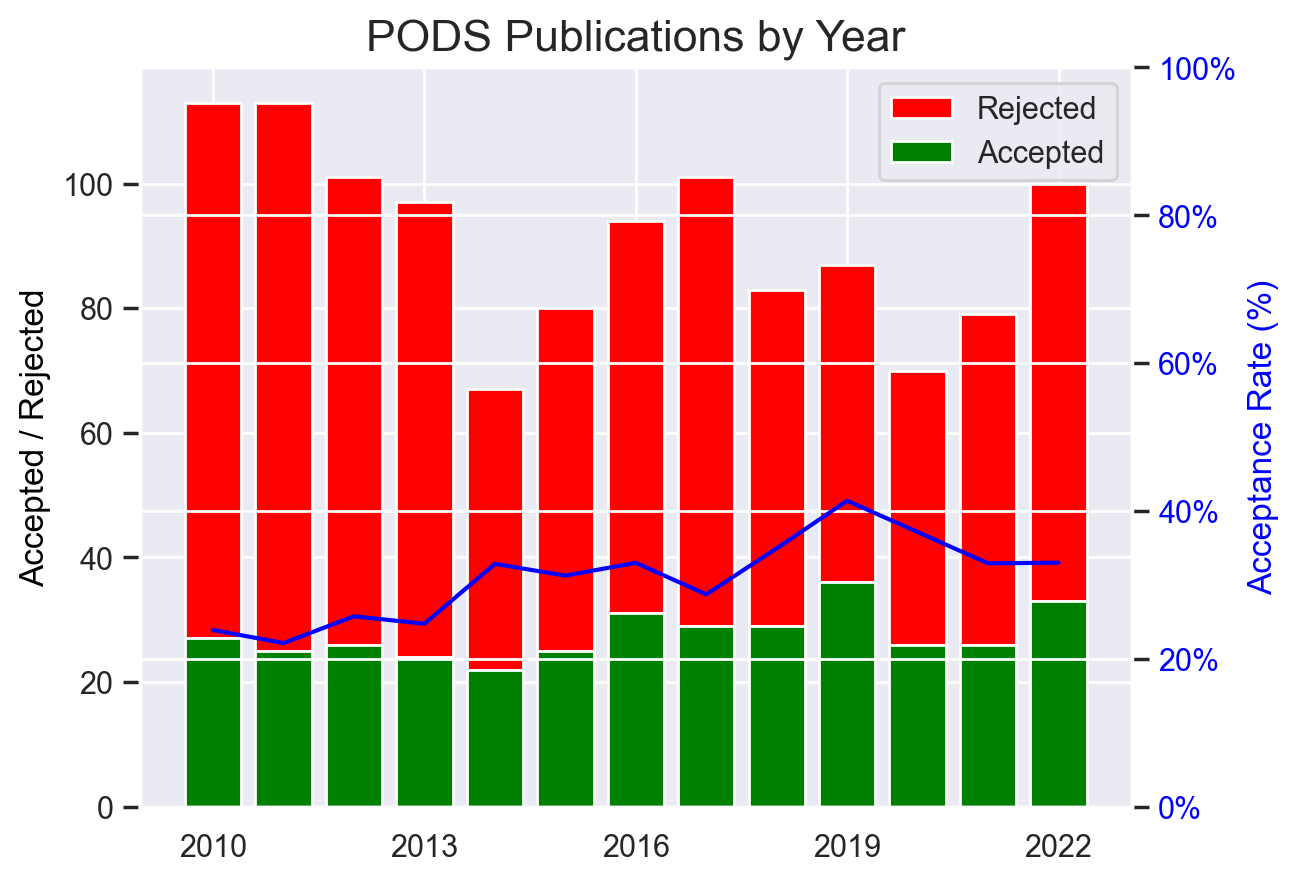 PODS Publications by Year
Rejected
Accepted
Accepted / Rejected
100
80
60
40
20
0
100%
80%
60%
40%
20%
0%
Acceptance Rate (%)
2010 2013 2016 2019 2022